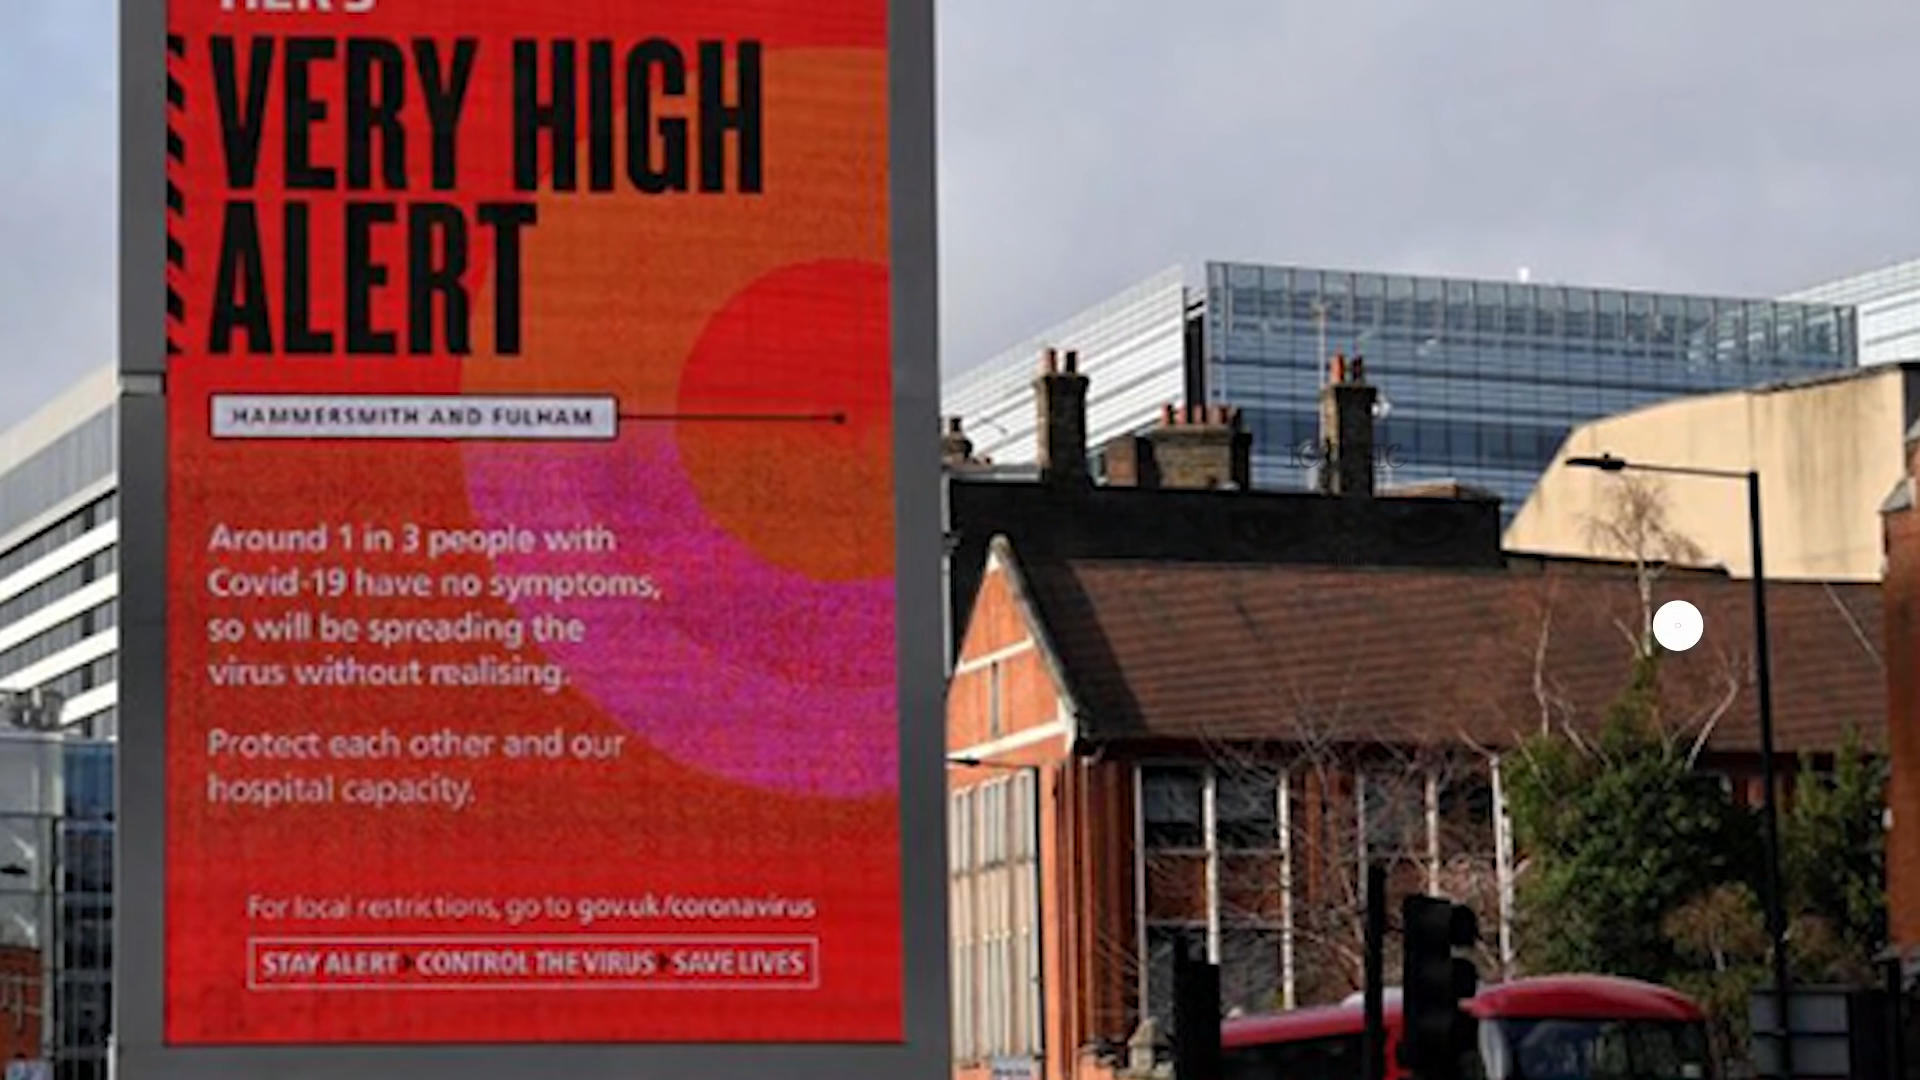 TIER 3
VERY HIGH
ALERT
HAMMERSMITH AND FULHAM
Around 1 in 3 people with
Covid-19 have no symptoms,
so will be spreading the
virus without realising.
Protect each other and our
hospital capacity.
For local restrictions, go to gov.uk/coronavirus
STAY ALERT CONTROL THE VIRUS SAVE LIVES